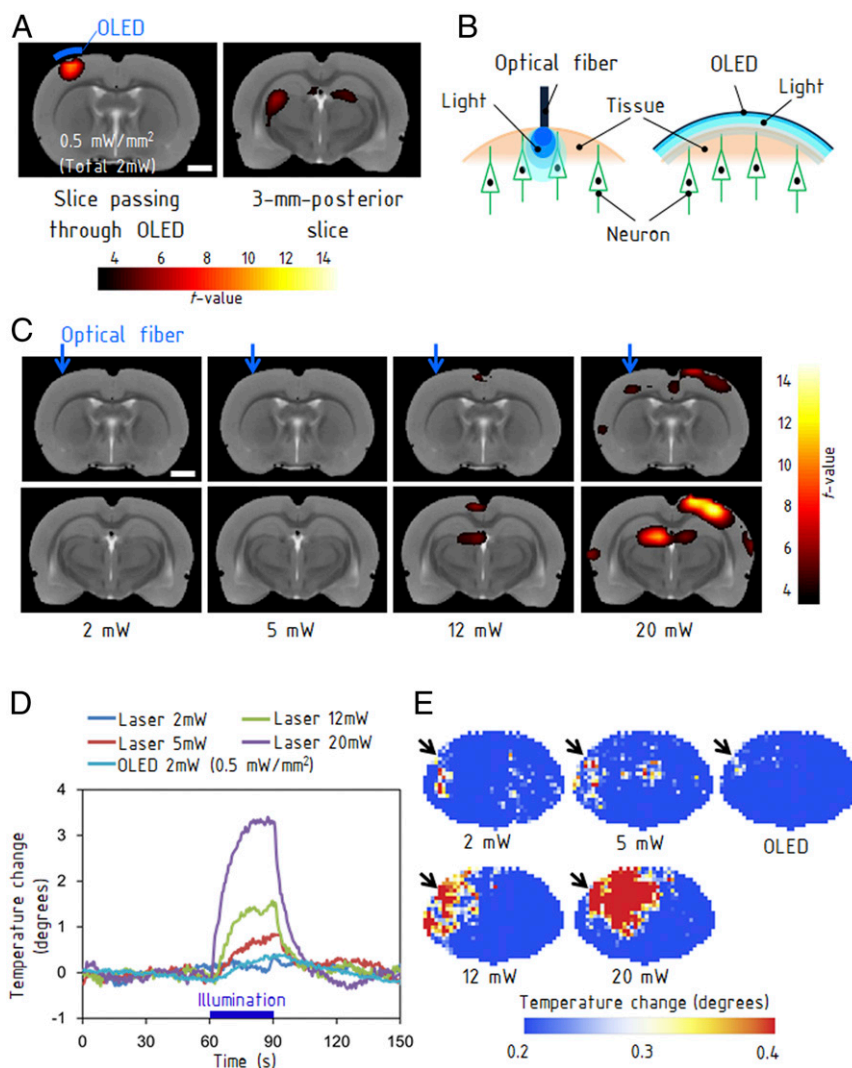 A
OLED
0.5 mW/mm²
(Total 2mW)
Slice passing
through OLED
3-mm-posterior
slice
4 6 8 10 12 14
t-value
B
Optical fiber
OLED
Light
Tissue
Light
Neuron
C
Optical fiber
2 mW
5 mW
12 mW
20 mW
14
12
10
8
6
4
t-value
D
Laser 2mW
Laser 12mW
Laser 5mW
Laser 20mW
OLED 2mW (0.5 mW/mm²)
4
3
2
1
0
-1
Temperature change
(degrees)
Illumination
0 30 60 90 120 150
Time (s)
E
2 mW
5 mW
OLED
12 mW
20 mW
Temperature change (degrees)
0.2 0.3 0.4